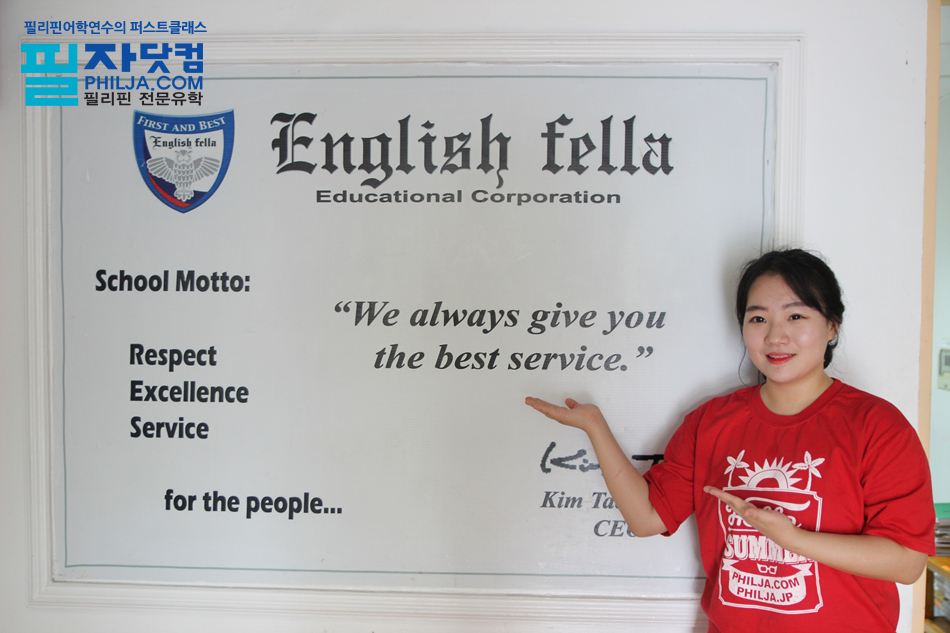 필리핀어학연수의 퍼스트클래스
필자닷컴
PHILJA.COM
필리핀 전문유학
FIRST AND BEST
English fella
English fella
Educational Corporation
School Motto:
"We always give you
the best service."
Respect
Excellence
Service
for the people...
Kim
CEO
SUMMER
PHILJA.COM
PHILJA.JP